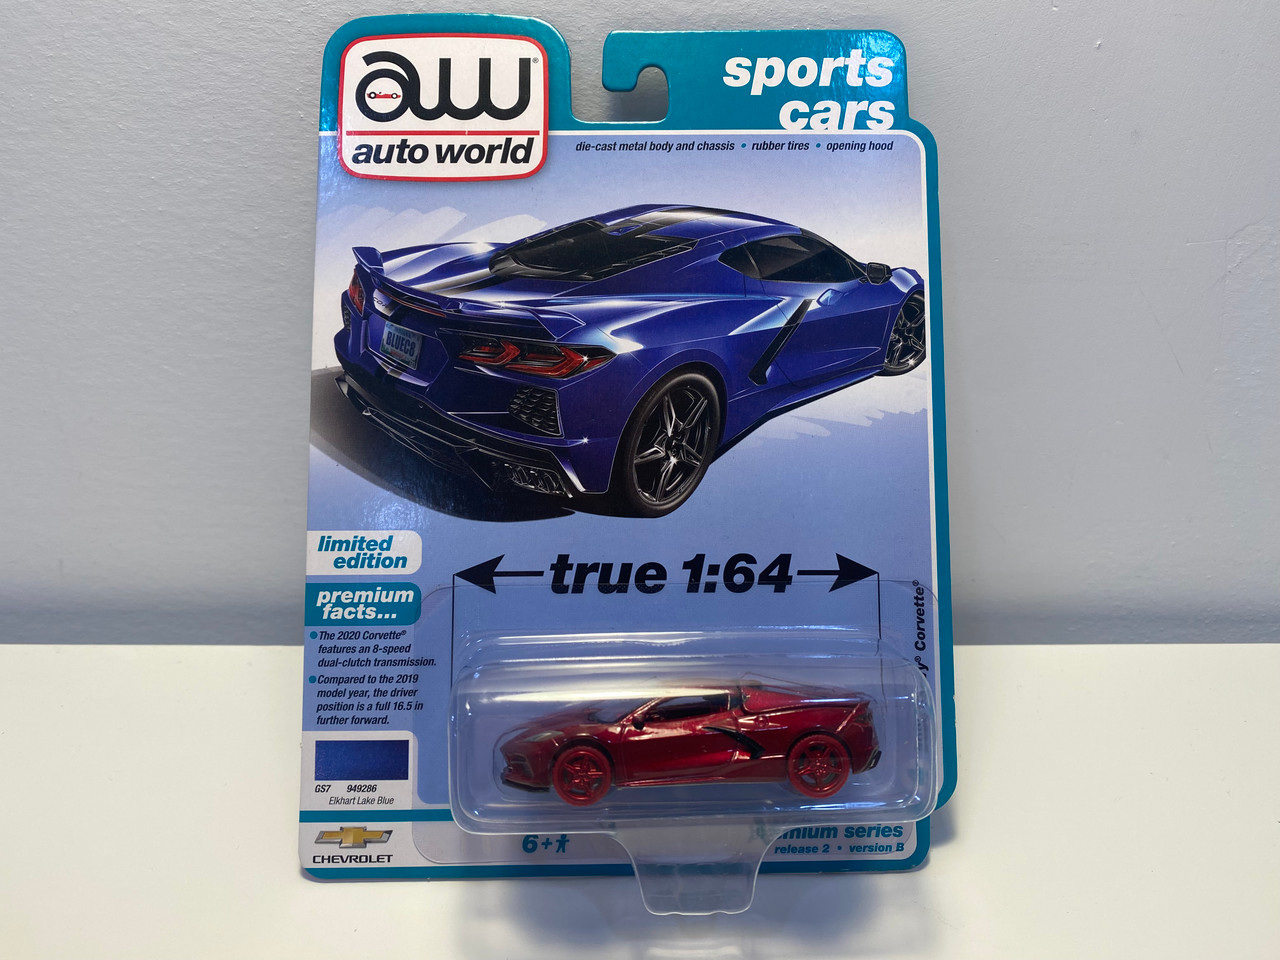 aw®
auto world
sports
cars
die-cast metal body and chassis • rubber tires • opening hood
BLUEC8
limited
edition
true 1:64
premium
facts...
• The 2020 Corvette®
features an 8-speed
dual-clutch transmission.
• Compared to the 2019
model year, the driver
position is a full 16.5 in
further forward.
Corvette®
GS7 949286
Elkhart Lake Blue
CHEVROLET
6+
series
release 2 • version B